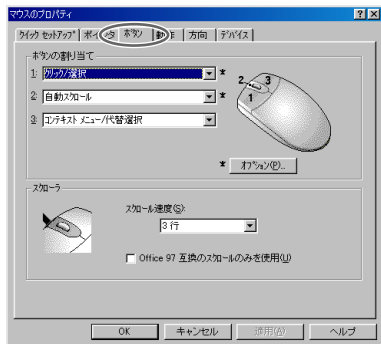 マウスのプロパティ
クイック セットアップ ポインタ ボタン 動作 方向 デバイス
ボタンの割り当て
1: クリック/選択 *
2: 自動スクロール *
3: コンテキスト メニュー/代替選択
2 3
1
* オプション(P)...
スクローラ
スクロール速度(S):
3 行
Office 97 互換のスクロールのみを使用(U)
OK キャンセル 適用(A) ヘルプ